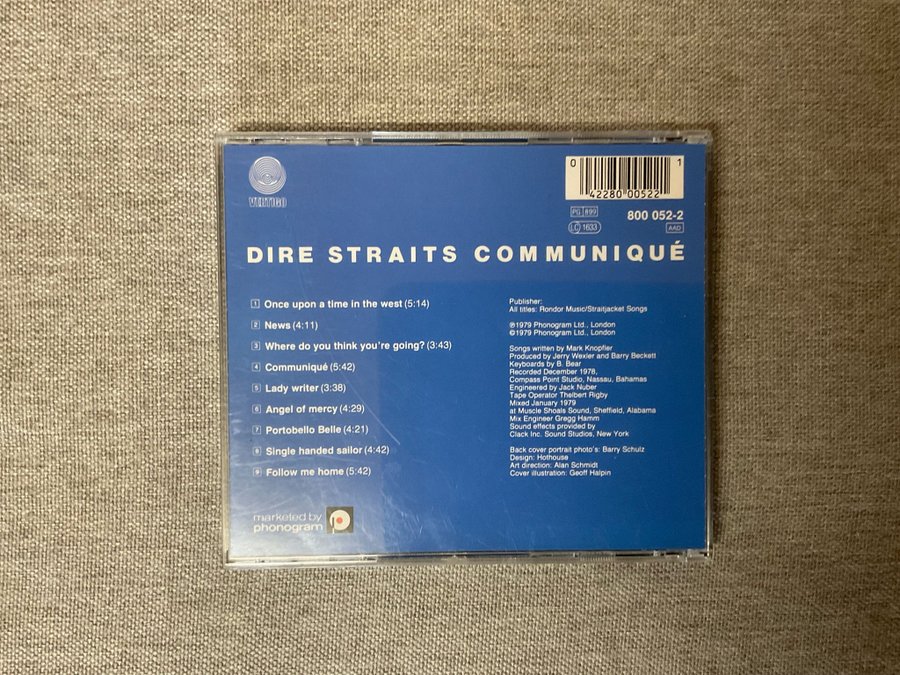 VERTIGO
0 1
42280 00522
PG 899
LC 1633
800 052-2
AAD
DIRE STRAITS COMMUNIQUÉ
1 Once upon a time in the west (5:14)
2 News (4:11)
3 Where do you think you're going? (3:43)
4 Communiqué (5:42)
5 Lady writer (3:38)
6 Angel of mercy (4:29)
7 Portobello Belle (4:21)
8 Single handed sailor (4:42)
9 Follow me home (5:42)
marketed by
phonogram
Publisher:
All titles: Rondor Music/Straitjacket Songs
℗1979 Phonogram Ltd., London
©1979 Phonogram Ltd., London
Songs written by Mark Knopfler
Produced by Jerry Wexler and Barry Beckett
Keyboards by B. Bear
Recorded December 1978,
Compass Point Studio, Nassau, Bahamas
Engineered by Jack Nuber
Tape Operator Thelbert Rigby
Mixed January 1979
at Muscle Shoals Sound, Sheffield, Alabama
Mix Engineer Gregg Hamm
Sound effects provided by
Clack Inc. Sound Studios, New York
Back cover portrait photo's: Barry Schulz
Design: Hothouse
Art direction: Alan Schmidt
Cover illustration: Geoff Halpin